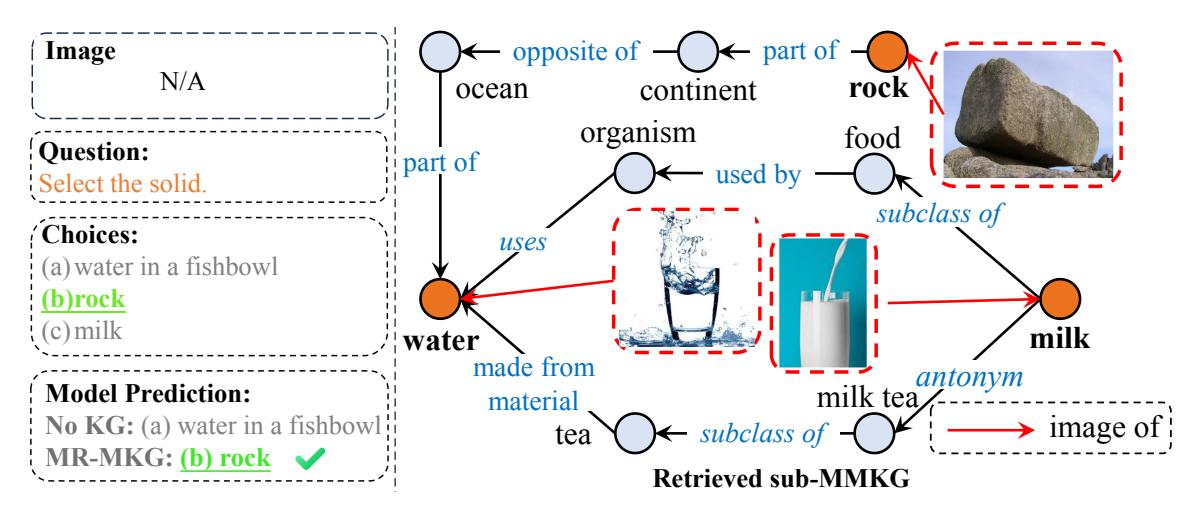 Image
N/A
Question:
Select the solid.
Choices:
(a) water in a fishbowl
(b)rock
(c) milk
Model Prediction:
No KG: (a) water in a fishbowl
MR-MKG: (b) rock
ocean
opposite of
continent
part of
rock
part of
organism
used by
food
subclass of
uses
water
milk
made from
material
antonym
milk tea
tea
subclass of
image of
Retrieved sub-MMKG